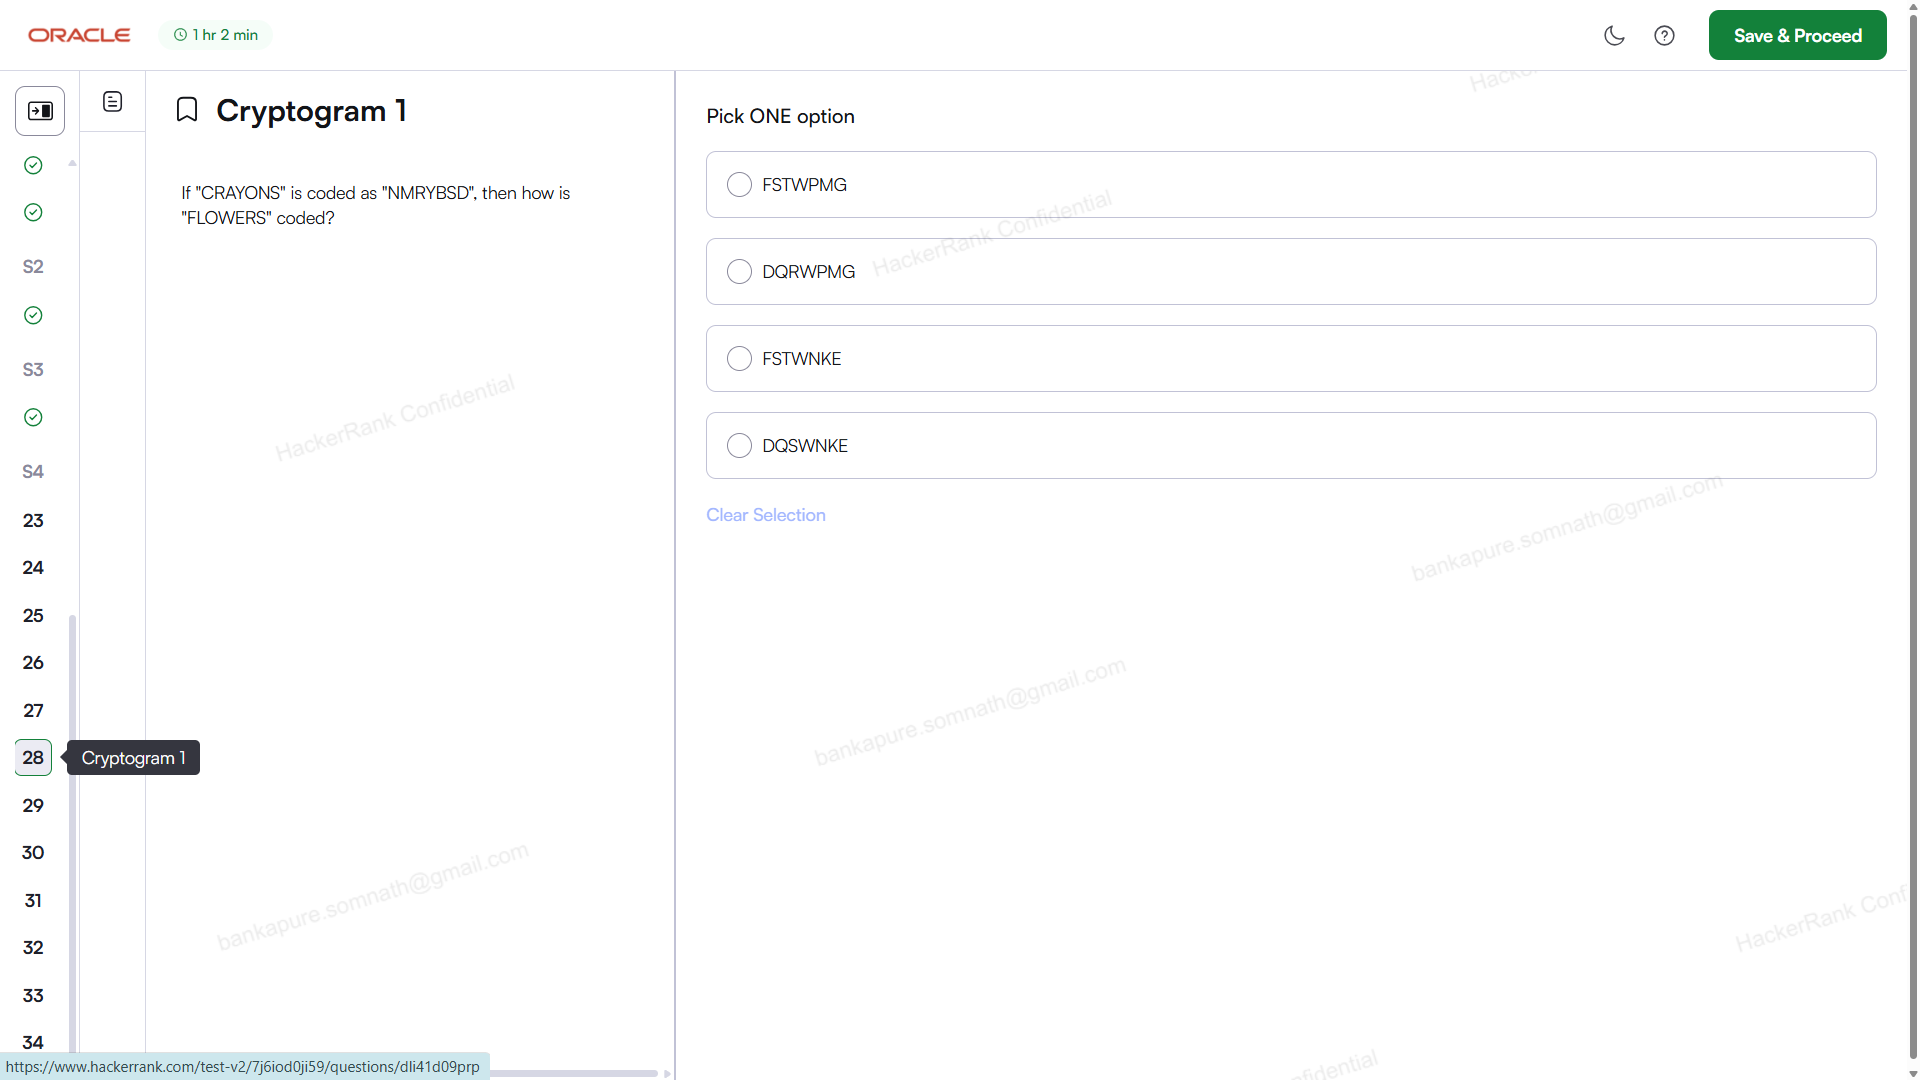 ORACLE
1 hr 2 min
Save & Proceed
Cryptogram 1
If "CRAYONS" is coded as "NMRYBSD", then how is
"FLOWERS" coded?
Pick ONE option
FSTWPMG
DQRWPMG
FSTWNKE
DQSWNKE
Clear Selection
S2
S3
S4
23
24
25
26
27
28
Cryptogram 1
29
30
31
32
33
34
https://www.hackerrank.com/test-v2/7j6iod0ji59/questions/dli41d09prp
HackerRank Confidential
HackerRank Confidential
bankapure.somnath@gmail.com
bankapure.somnath@gmail.com
bankapure.somnath@gmail.com
HackerRank Conf